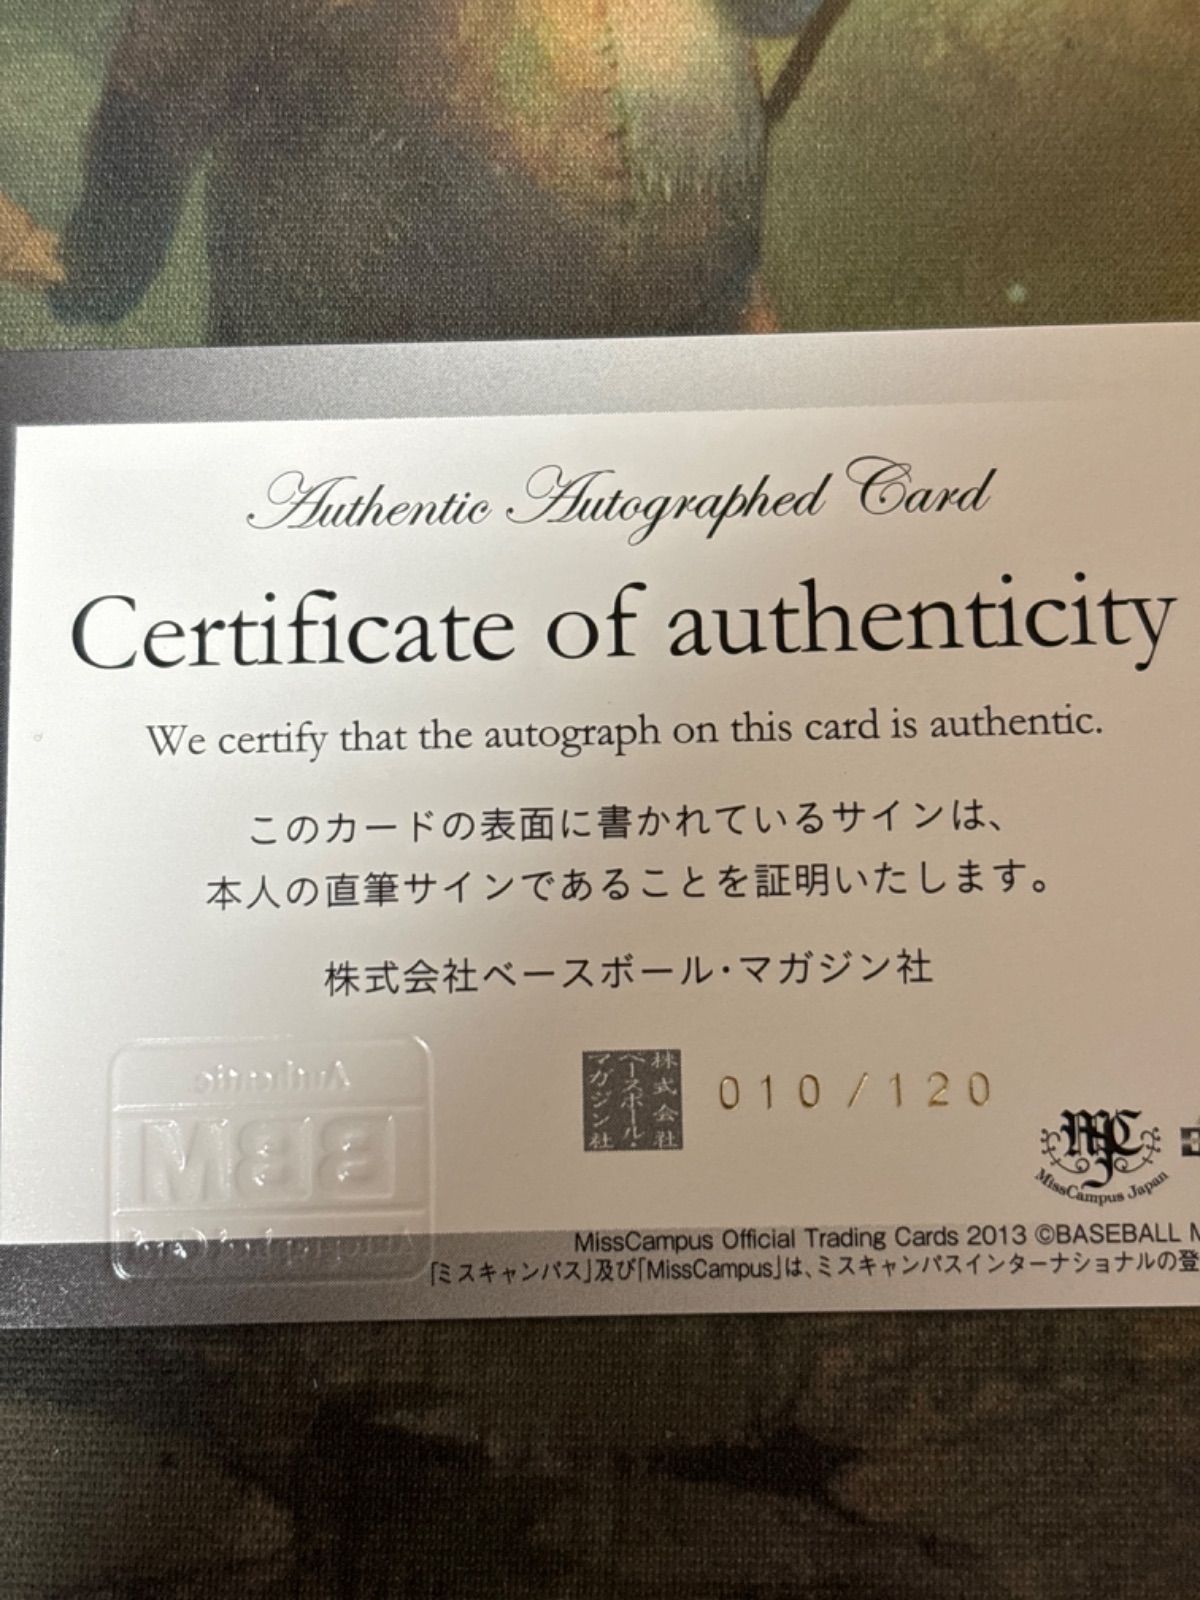 Authentic Autographed Card
Certificate of authenticity
We certify that the autograph on this card is authentic.
このカードの表面に書かれているサインは、
本人の直筆サインであることを証明いたします。
株式会社ベースボール・マガジン社
Authentic
BBM
Autographed Card
株式会社
ベースボール・
マガジン社
010/120
MJC
MissCampus Japan
MissCampus Official Trading Cards 2013 ©BASEBALL M
「ミスキャンパス」及び「MissCampus」は、ミスキャンパスインターナショナルの登